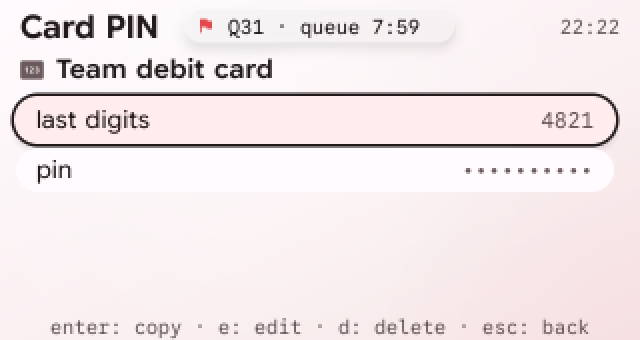 Card PIN
Q31 · queue 7:59
22:22
123 Team debit card
last digits 4821
pin ••••••••••
enter: copy · e: edit · d: delete · esc: back